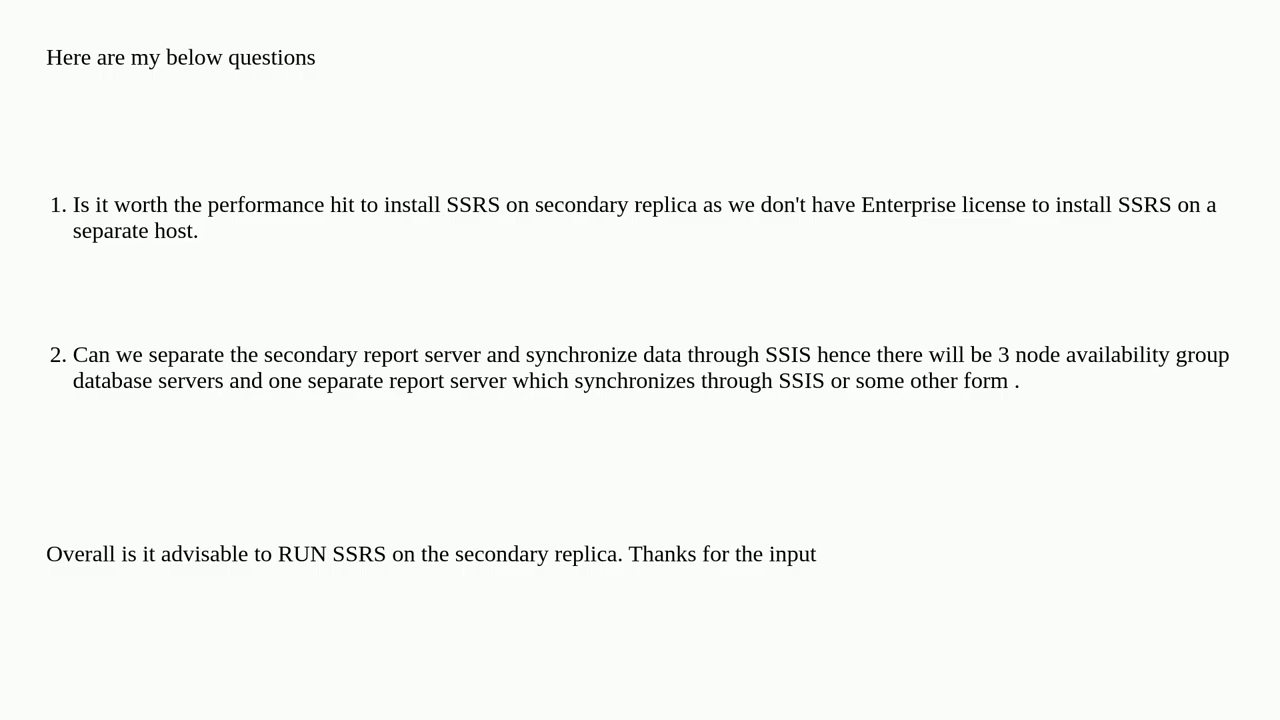 Here are my below questions
1. Is it worth the performance hit to install SSRS on secondary replica as we don't have Enterprise license to install SSRS on a
separate host.
2. Can we separate the secondary report server and synchronize data through SSIS hence there will be 3 node availability group
database servers and one separate report server which synchronizes through SSIS or some other form .
Overall is it advisable to RUN SSRS on the secondary replica. Thanks for the input